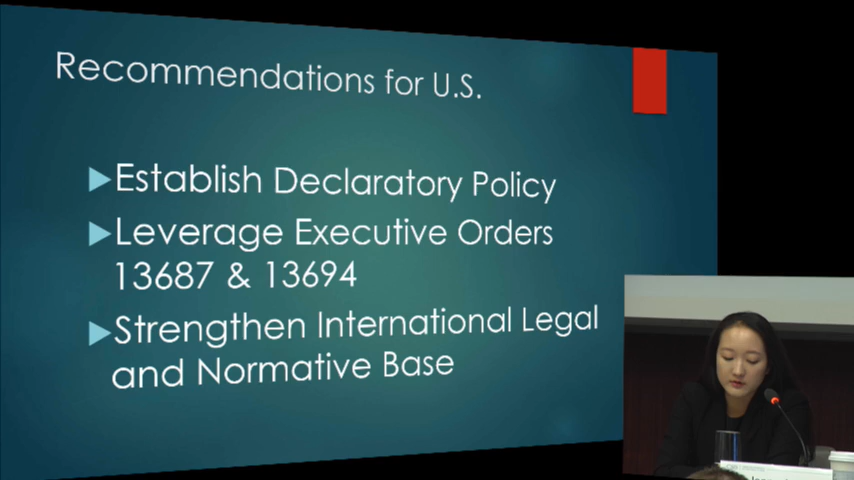 Recommendations for U.S.
Establish Declaratory Policy
Leverage Executive Orders
13687 & 13694
Strengthen International Legal
and Normative Base